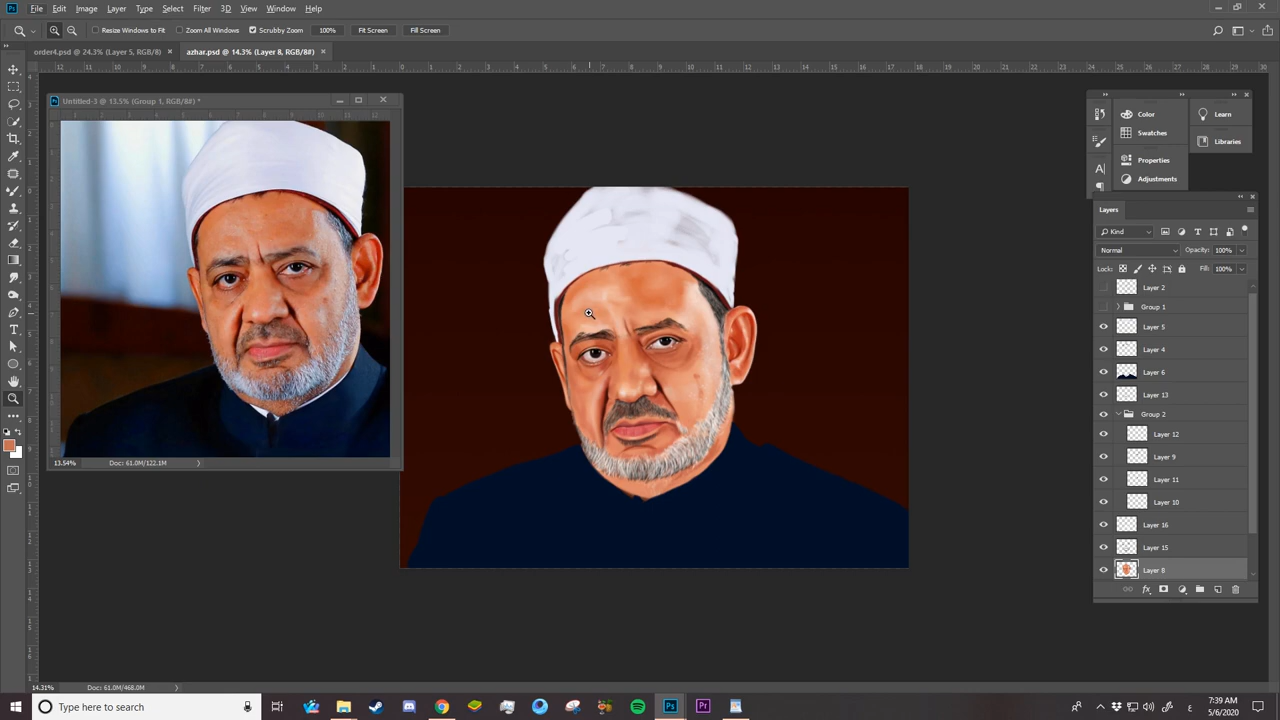 Ps File Edit Image Layer Type Select Filter 3D View Window Help
Resize Windows to Fit Zoom All Windows Scrubby Zoom 100% Fit Screen Fill Screen
order4.psd @ 24.3% (Layer 5, RGB/8) × azhar.psd @ 14.3% (Layer 8, RGB/8#) ×
Untitled-3 @ 13.5% (Group 1, RGB/8#) *
13.54% Doc: 61.0M/122.1M
Color
Swatches
Properties
Adjustments
Learn
Libraries
Layers
Kind
Normal Opacity: 100%
Lock: Fill: 100%
Layer 2
Group 1
Layer 5
Layer 4
Layer 6
Layer 13
Group 2
Layer 12
Layer 9
Layer 11
Layer 10
Layer 16
Layer 15
Layer 8
fx
14.31% Doc: 61.0M/468.0M
Type here to search
Ps Pr
ع
7:39 AM
5/6/2020